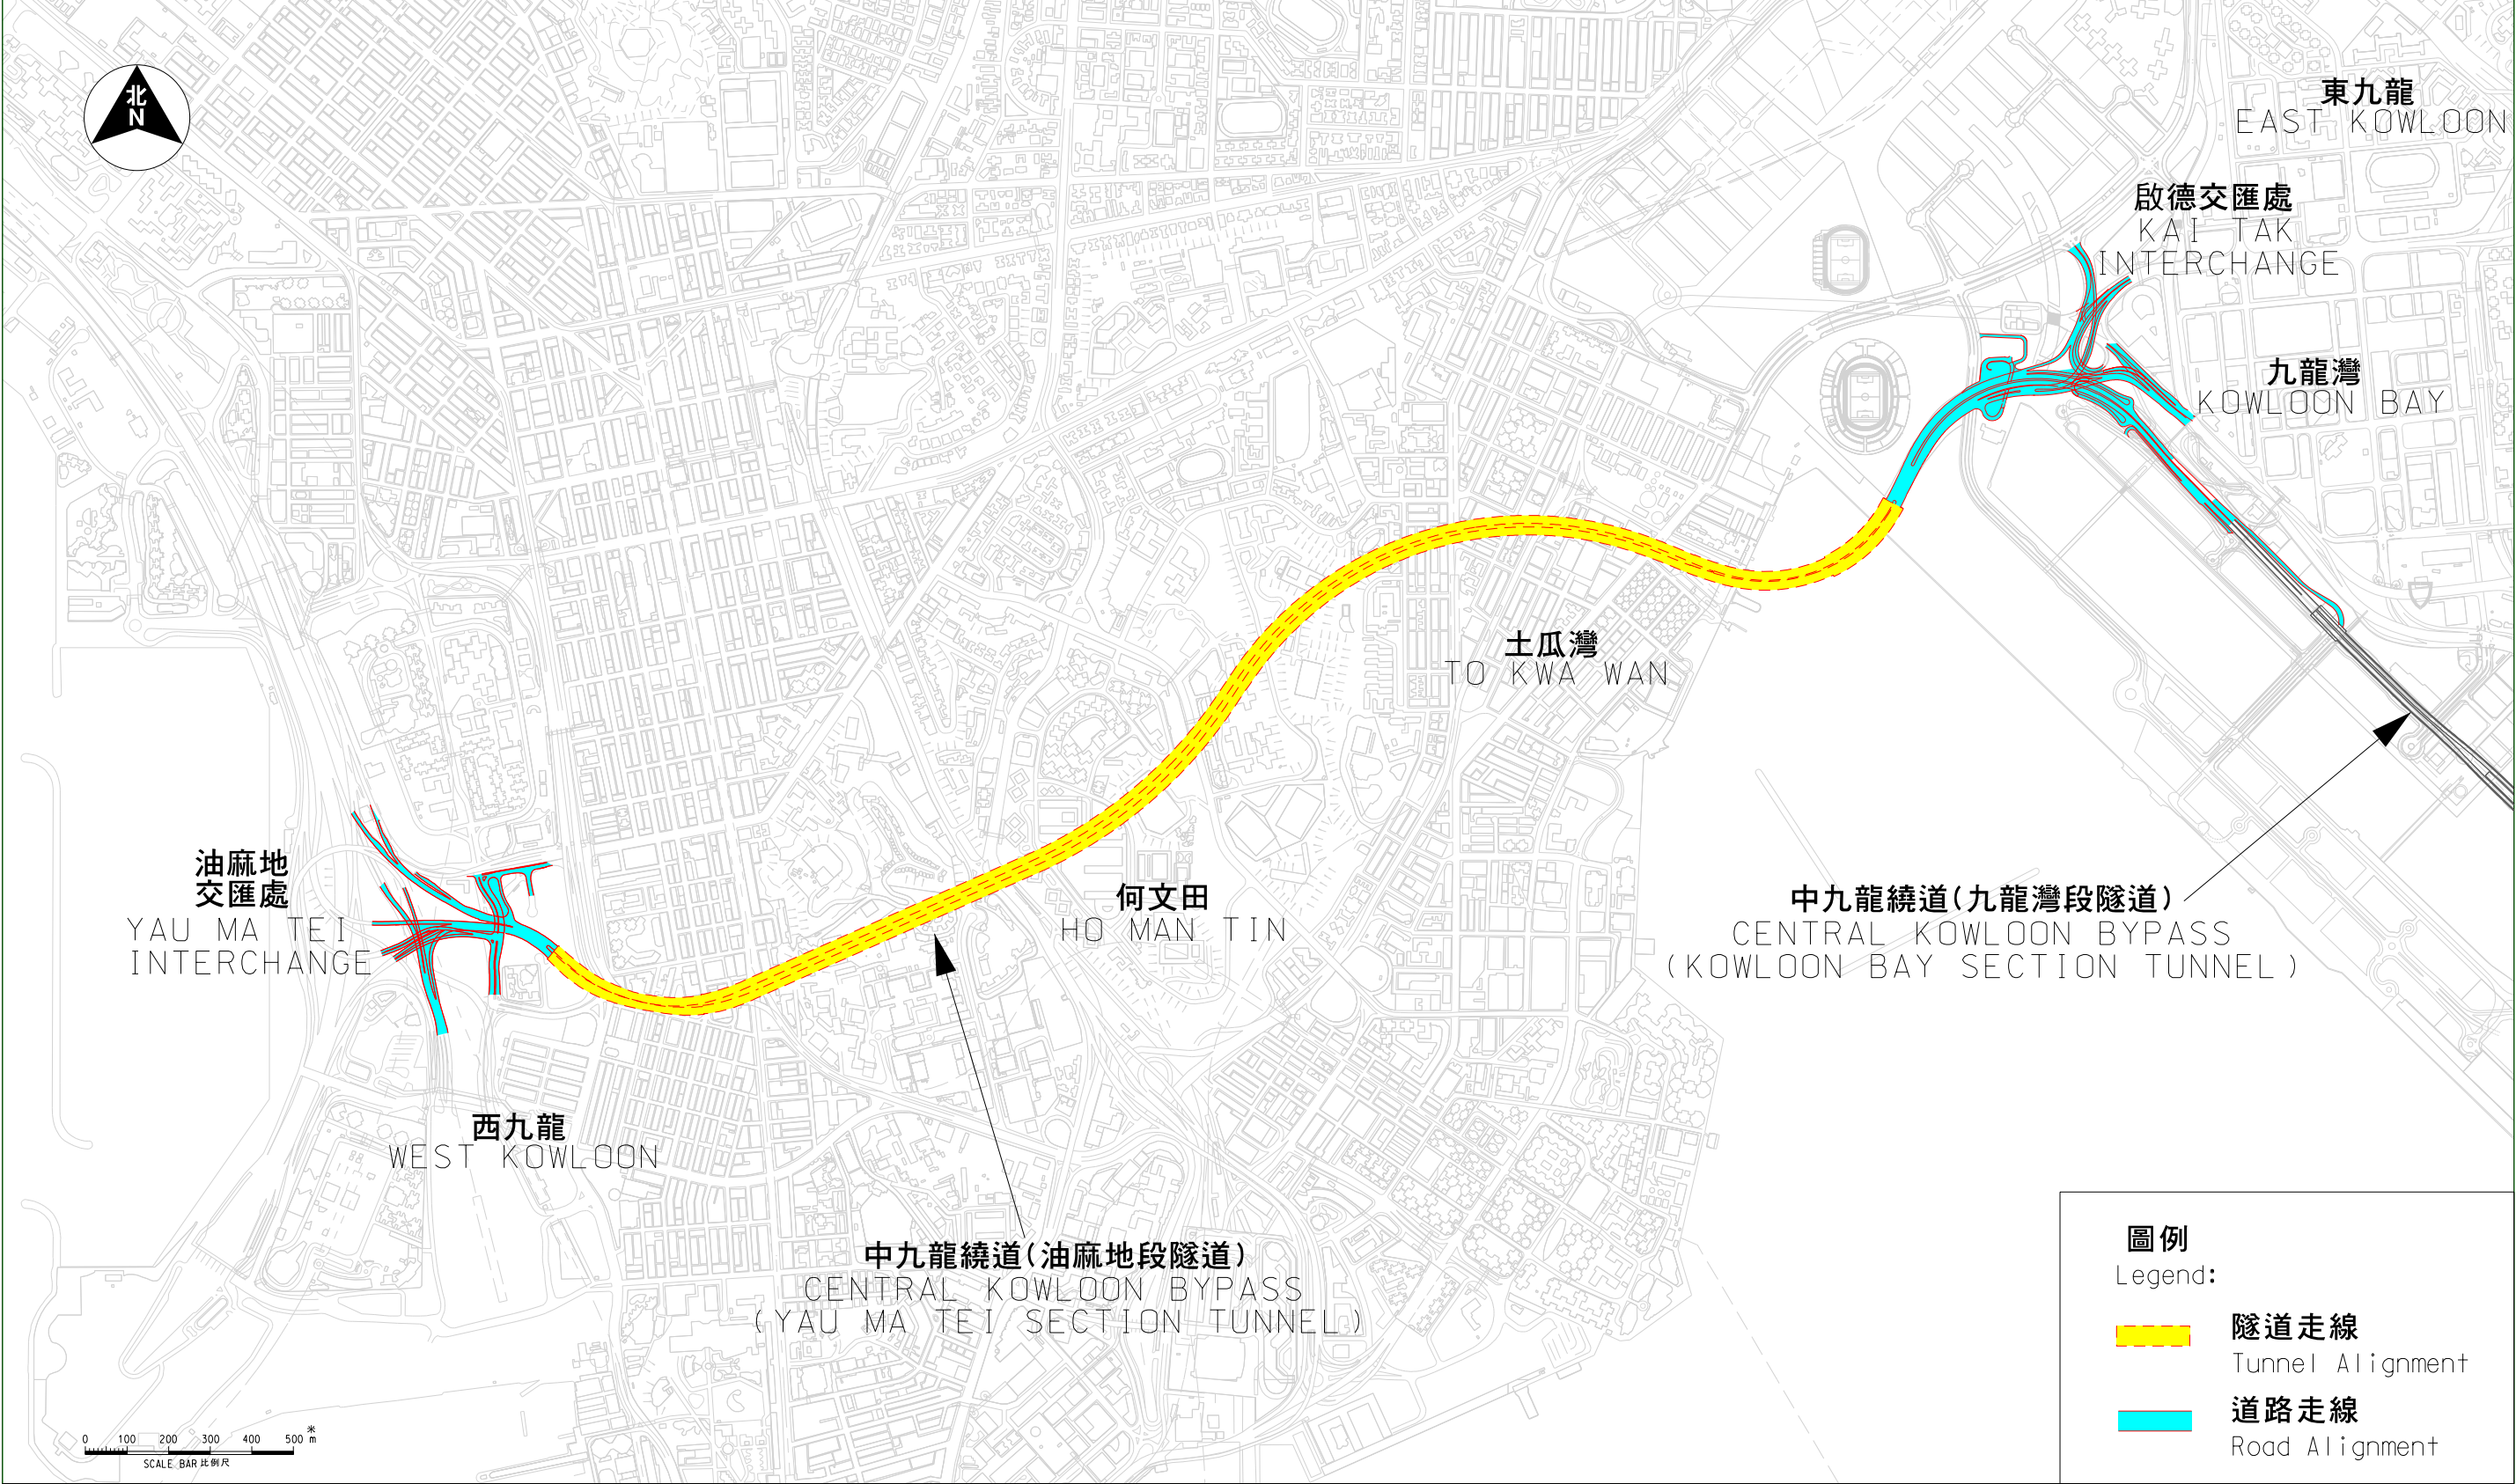 北
N
東九龍
EAST KOWLOON
啟德交匯處
KAI TAK
INTERCHANGE
九龍灣
KOWLOON BAY
土瓜灣
TO KWA WAN
油麻地
交匯處
YAU MA TEI
INTERCHANGE
何文田
HO MAN TIN
中九龍繞道(九龍灣段隧道)
CENTRAL KOWLOON BYPASS
(KOWLOON BAY SECTION TUNNEL)
西九龍
WEST KOWLOON
中九龍繞道(油麻地段隧道)
CENTRAL KOWLOON BYPASS
(YAU MA TEI SECTION TUNNEL)
圖例
Legend:
隧道走線
Tunnel Alignment
道路走線
Road Alignment
0 100 200 300 400 500 米 m
SCALE BAR 比例尺